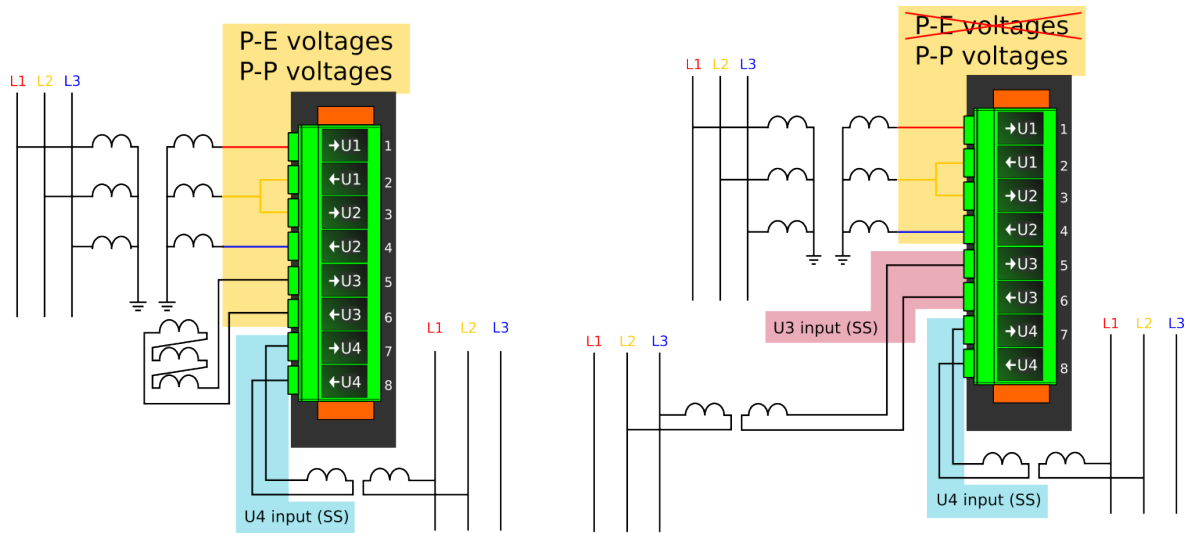 P-E voltages
P-P voltages
L1 L2 L3
→U1 1
←U1 2
→U2 3
←U2 4
→U3 5
←U3 6
→U4 7
←U4 8
L1 L2 L3
U4 input (SS)
P-E voltages
P-P voltages
L1 L2 L3
→U1 1
←U1 2
→U2 3
←U2 4
→U3 5
←U3 6
→U4 7
←U4 8
U3 input (SS)
L1 L2 L3
L1 L2 L3
U4 input (SS)